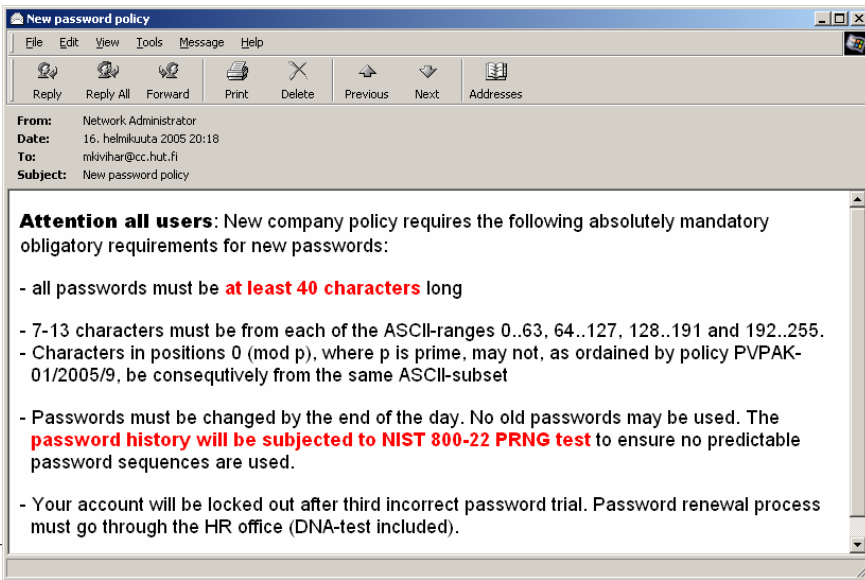 New password policy
File Edit View Tools Message Help
Reply Reply All Forward Print Delete Previous Next Addresses
From: Network Administrator
Date: 16. helmikuuta 2005 20:18
To: mkivihar@cc.hut.fi
Subject: New password policy
Attention all users: New company policy requires the following absolutely mandatory
obligatory requirements for new passwords:
- all passwords must be at least 40 characters long
- 7-13 characters must be from each of the ASCII-ranges 0..63, 64..127, 128..191 and 192..255.
- Characters in positions 0 (mod p), where p is prime, may not, as ordained by policy PVPAK-
01/2005/9, be consequtively from the same ASCII-subset
- Passwords must be changed by the end of the day. No old passwords may be used. The
password history will be subjected to NIST 800-22 PRNG test to ensure no predictable
password sequences are used.
- Your account will be locked out after third incorrect password trial. Password renewal process
must go through the HR office (DNA-test included).